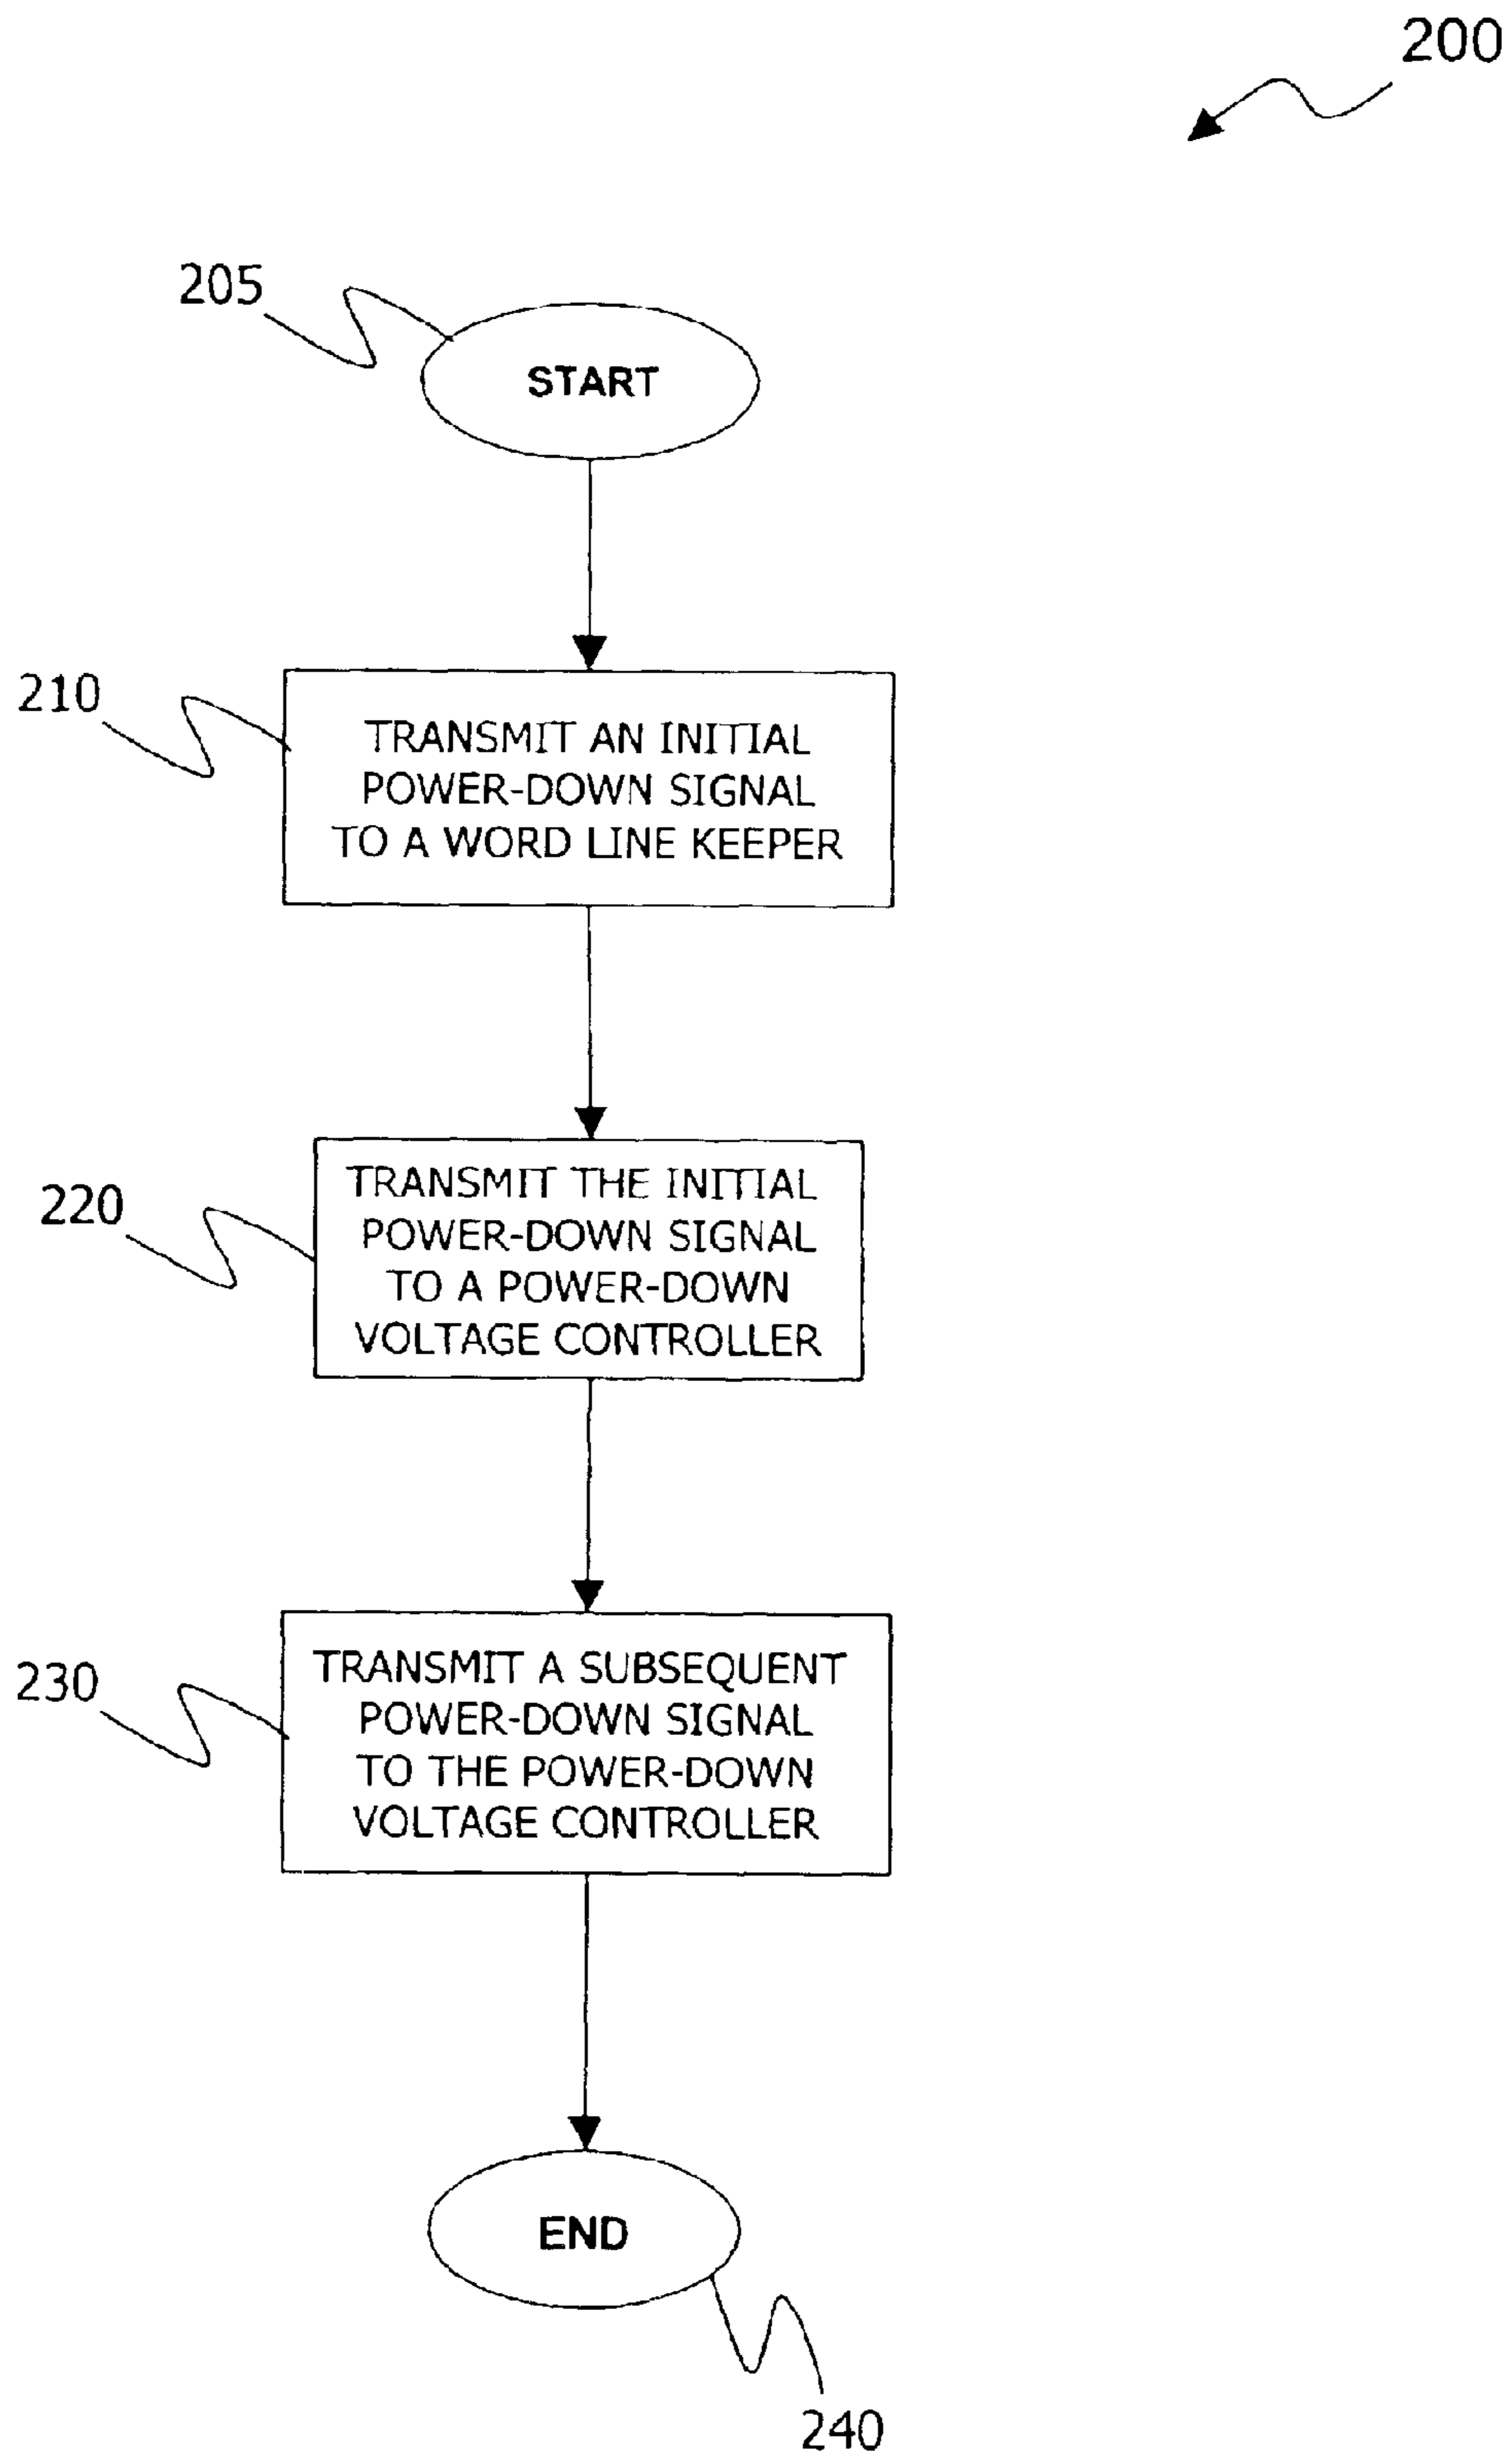 200
205
START
210
TRANSMIT AN INITIAL
POWER-DOWN SIGNAL
TO A WORD LINE KEEPER
220
TRANSMIT THE INITIAL
POWER-DOWN SIGNAL
TO A POWER-DOWN
VOLTAGE CONTROLLER
230
TRANSMIT A SUBSEQUENT
POWER-DOWN SIGNAL
TO THE POWER-DOWN
VOLTAGE CONTROLLER
END
240